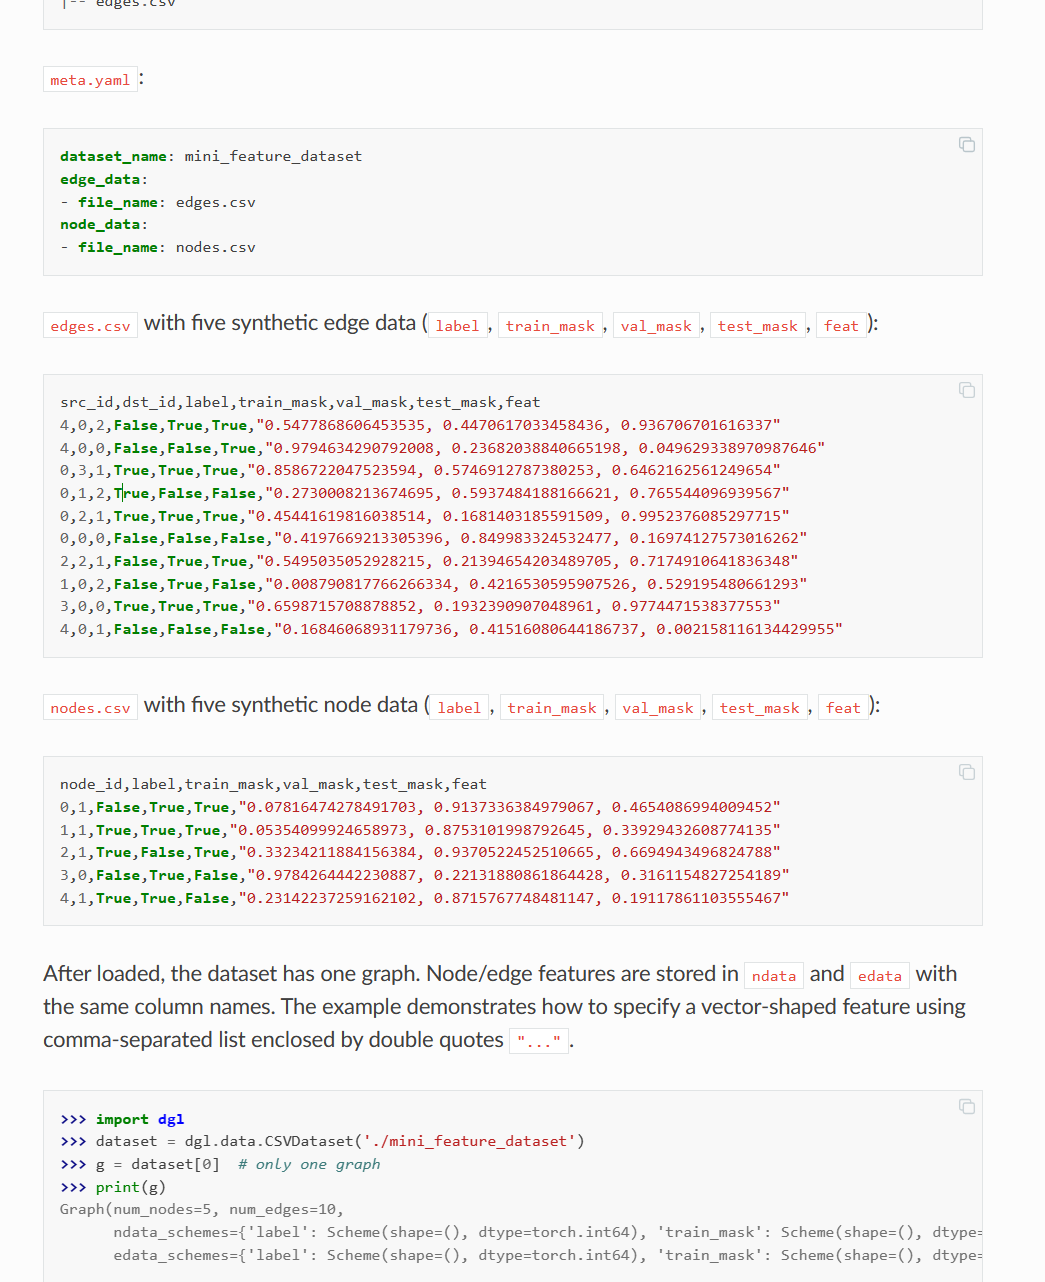 |-- edges.csv
meta.yaml:
dataset_name: mini_feature_dataset
edge_data:
- file_name: edges.csv
node_data:
- file_name: nodes.csv
edges.csv with five synthetic edge data (label, train_mask, val_mask, test_mask, feat):
src_id,dst_id,label,train_mask,val_mask,test_mask,feat
4,0,2,False,True,True,"0.5477868606453535, 0.4470617033458436, 0.936706701616337"
4,0,0,False,False,True,"0.9794634290792008, 0.23682038840665198, 0.049629338970987646"
0,3,1,True,True,True,"0.8586722047523594, 0.5746912787380253, 0.6462162561249654"
0,1,2,True,False,False,"0.2730008213674695, 0.5937484188166621, 0.765544096939567"
0,2,1,True,True,True,"0.45441619816038514, 0.1681403185591509, 0.9952376085297715"
0,0,0,False,False,False,"0.4197669213305396, 0.849983324532477, 0.16974127573016262"
2,2,1,False,True,True,"0.5495035052928215, 0.21394654203489705, 0.7174910641836348"
1,0,2,False,True,False,"0.008790817766266334, 0.4216530595907526, 0.529195480661293"
3,0,0,True,True,True,"0.6598715708878852, 0.1932390907048961, 0.9774471538377553"
4,0,1,False,False,False,"0.16846068931179736, 0.41516080644186737, 0.002158116134429955"
nodes.csv with five synthetic node data (label, train_mask, val_mask, test_mask, feat):
node_id,label,train_mask,val_mask,test_mask,feat
0,1,False,True,True,"0.07816474278491703, 0.9137336384979067, 0.4654086994009452"
1,1,True,True,True,"0.05354099924658973, 0.8753101998792645, 0.33929432608774135"
2,1,True,False,True,"0.33234211884156384, 0.9370522452510665, 0.6694943496824788"
3,0,False,True,False,"0.9784264442230887, 0.22131880861864428, 0.3161154827254189"
4,1,True,True,False,"0.23142237259162102, 0.8715767748481147, 0.19117861103555467"
After loaded, the dataset has one graph. Node/edge features are stored in ndata and edata with
the same column names. The example demonstrates how to specify a vector-shaped feature using
comma-separated list enclosed by double quotes "...".
>>> import dgl
>>> dataset = dgl.data.CSVDataset('./mini_feature_dataset')
>>> g = dataset[0]  # only one graph
>>> print(g)
Graph(num_nodes=5, num_edges=10,
ndata_schemes={'label': Scheme(shape=(), dtype=torch.int64), 'train_mask': Scheme(shape=(), dtype=
edata_schemes={'label': Scheme(shape=(), dtype=torch.int64), 'train_mask': Scheme(shape=(), dtype=